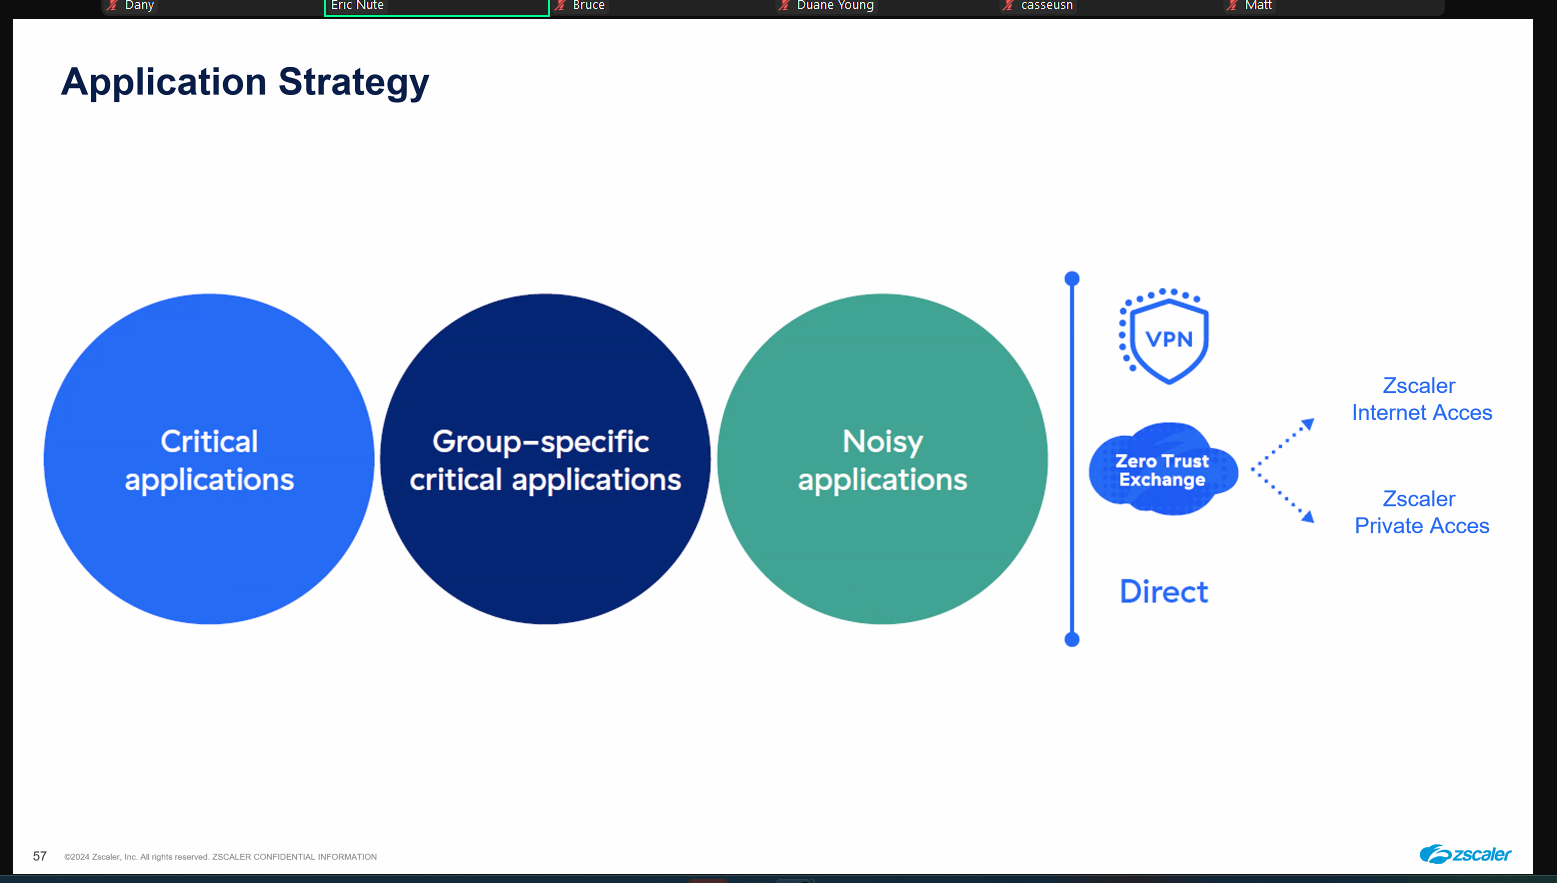 Dany
Eric Nute
Bruce
Duane Young
casseusn
Matt
Application Strategy
Critical
applications
Group-specific
critical applications
Noisy
applications
VPN
Zero Trust
Exchange
Direct
Zscaler
Internet Acces
Zscaler
Private Acces
57
©2024 Zscaler, Inc. All rights reserved. ZSCALER CONFIDENTIAL INFORMATION
zscaler